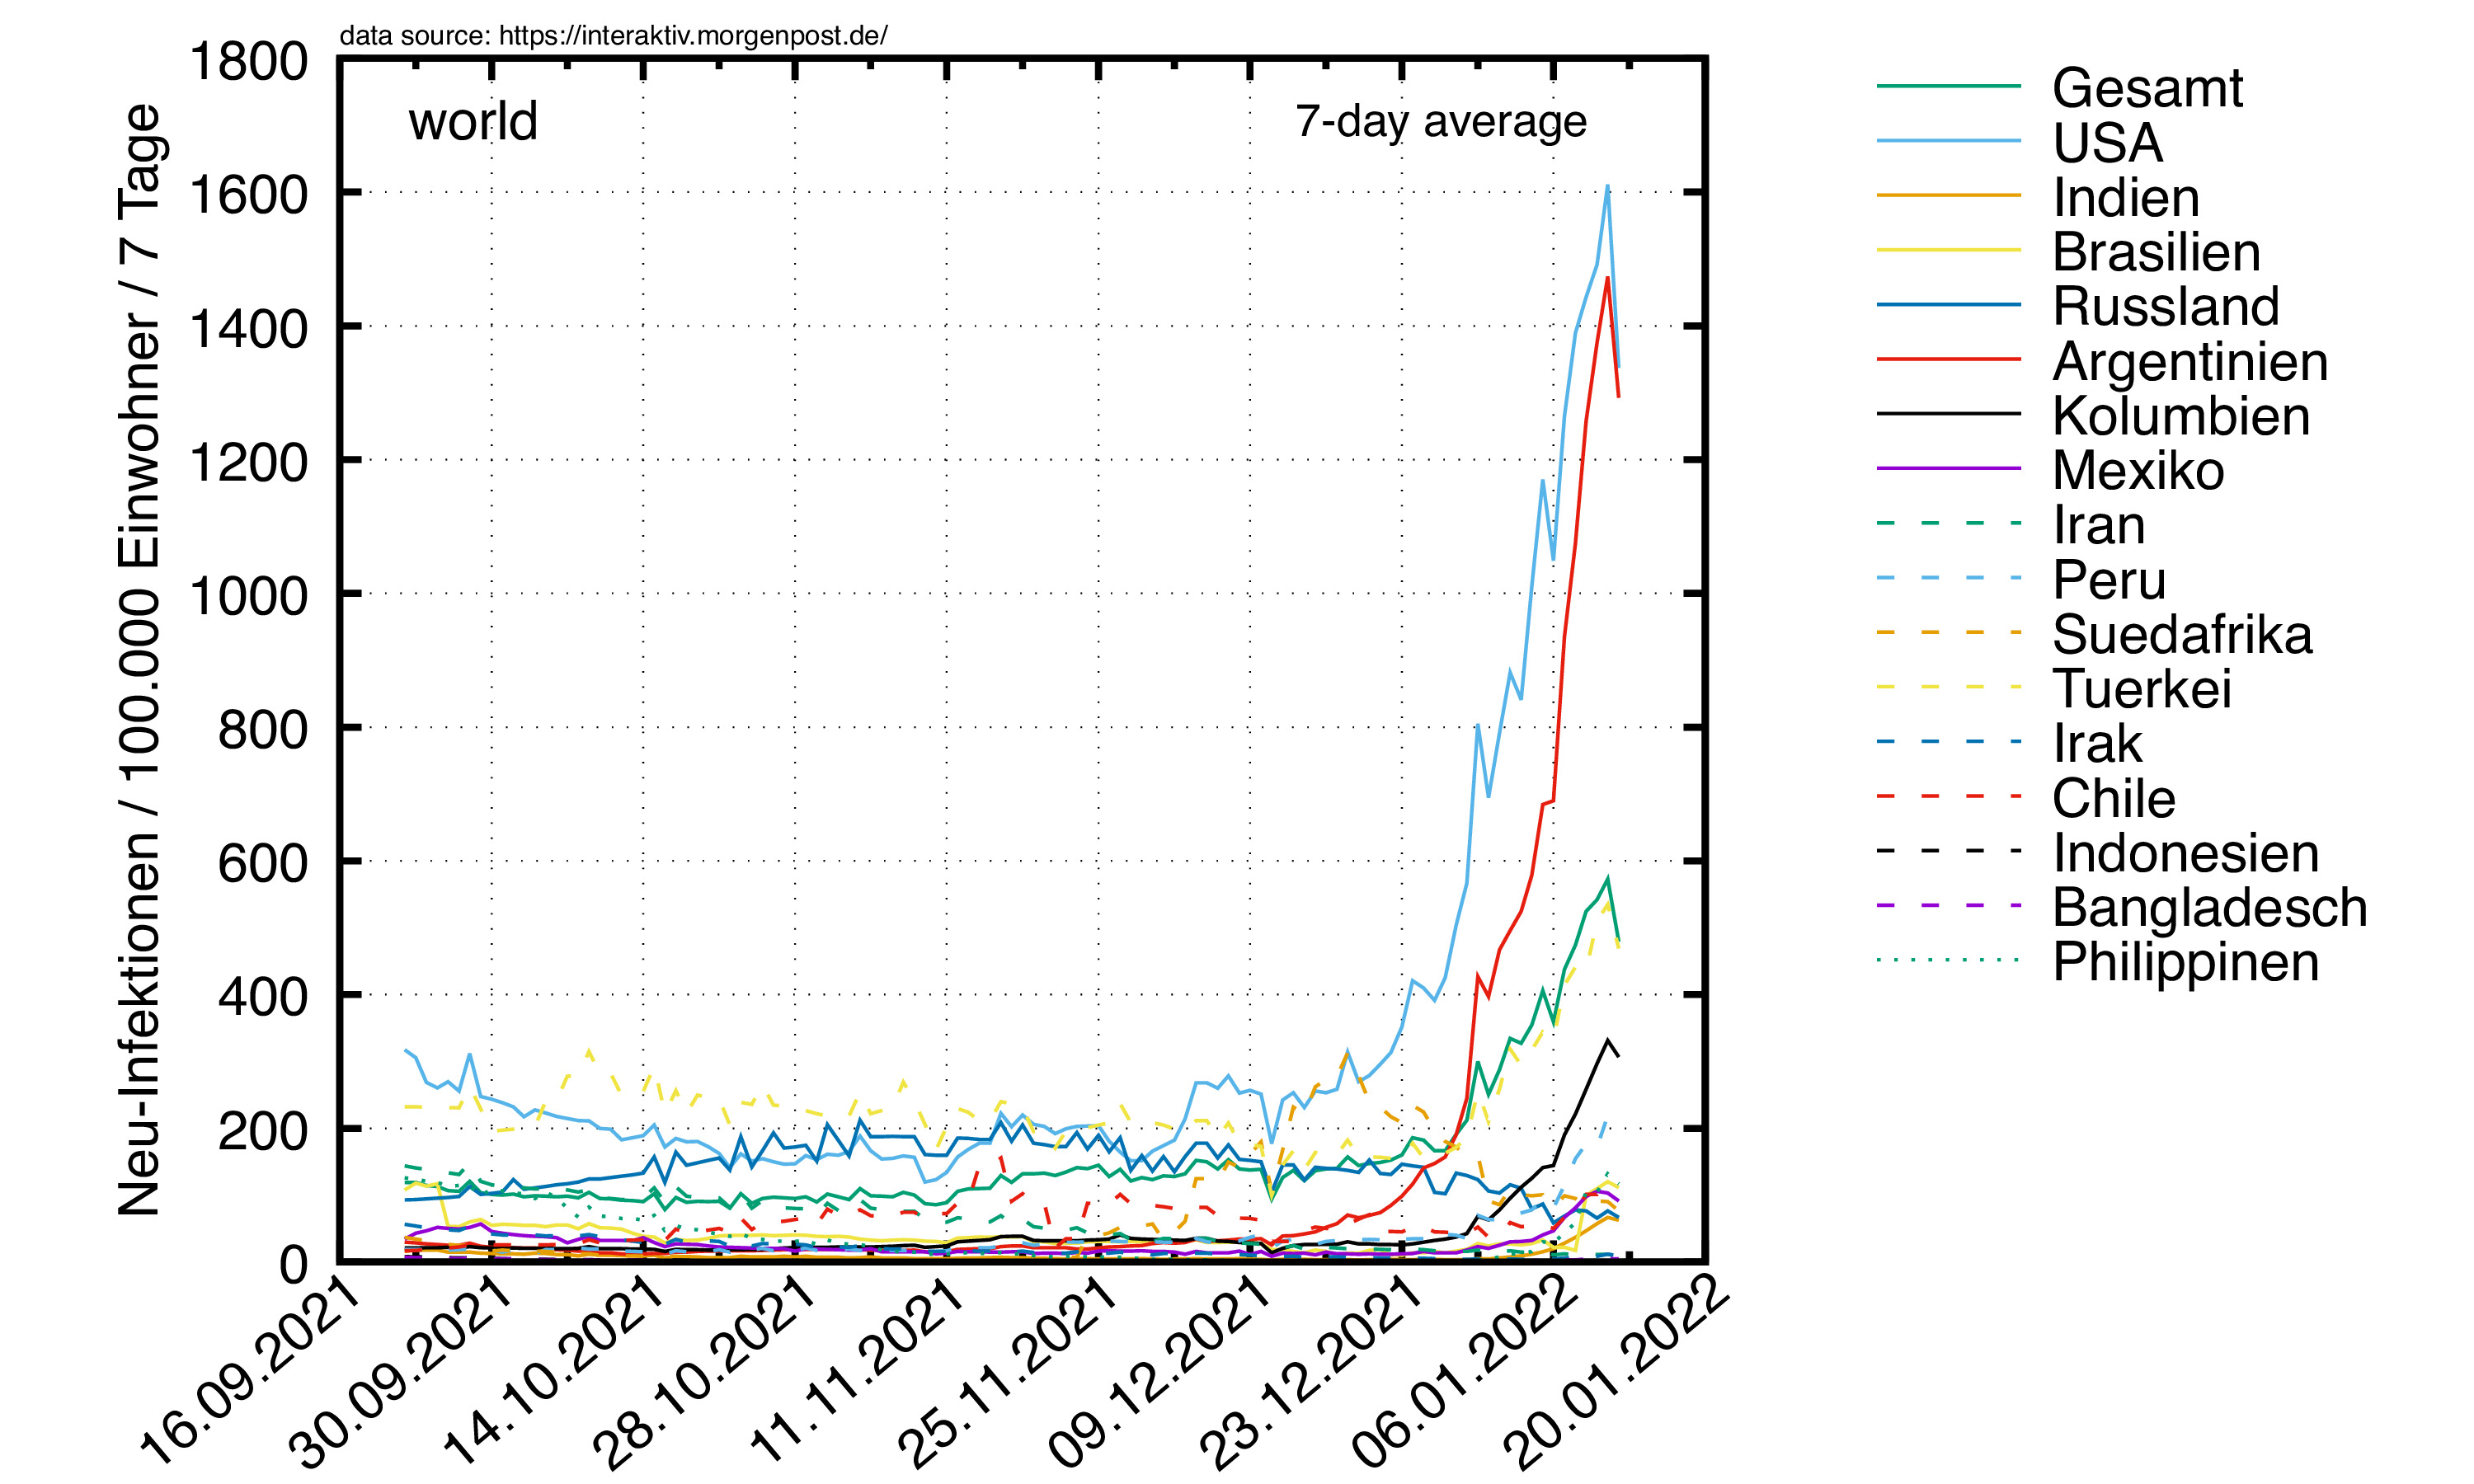 data source: https://interaktiv.morgenpost.de/
world
7-day average
Neu-Infektionen / 100.000 Einwohner / 7 Tage
1800
1600
1400
1200
1000
800
600
400
200
0
16.09.2021
30.09.2021
14.10.2021
28.10.2021
11.11.2021
25.11.2021
09.12.2021
23.12.2021
06.01.2022
20.01.2022
Gesamt
USA
Indien
Brasilien
Russland
Argentinien
Kolumbien
Mexiko
Iran
Peru
Suedafrika
Tuerkei
Irak
Chile
Indonesien
Bangladesch
Philippinen